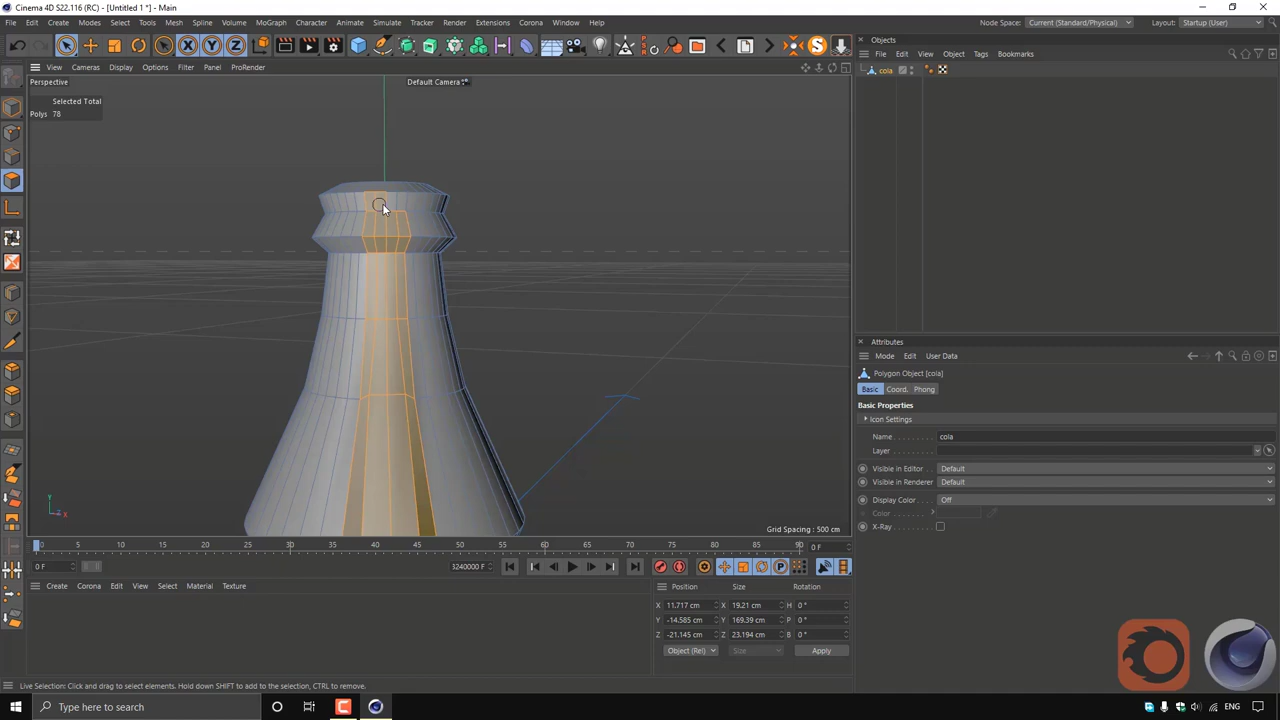 Cinema 4D S22.116 (RC) - [Untitled 1 *] - Main
File Edit Create Modes Select Tools Mesh Spline Volume MoGraph Character Animate Simulate Tracker Render Extensions Corona Window Help
Node Space: Current (Standard/Physical) Layout: Startup (User)
View Cameras Display Options Filter Panel ProRender
Perspective
Default Camera
Selected Total
Polys 78
Grid Spacing : 500 cm
X Y Z
Objects
File Edit View Object Tags Bookmarks
cola
Attributes
Mode Edit User Data
Polygon Object [cola]
Basic Coord. Phong
Basic Properties
Icon Settings
Name cola
Layer
Visible in Editor Default
Visible in Renderer Default
Display Color Off
Color
X-Ray
0 5 10 15 20 25 30 35 40 45 50 55 60 65 70 75 80 85 90 0 F
0 F 3240000 F
Create Corona Edit View Select Material Texture
Position Size Rotation
X 11.717 cm X 19.21 cm H 0 °
Y -14.585 cm Y 169.39 cm P 0 °
Z -21.145 cm Z 23.194 cm B 0 °
Object (Rel) Size Apply
Live Selection: Click and drag to select elements. Hold down SHIFT to add to the selection, CTRL to remove.
Type here to search
ENG